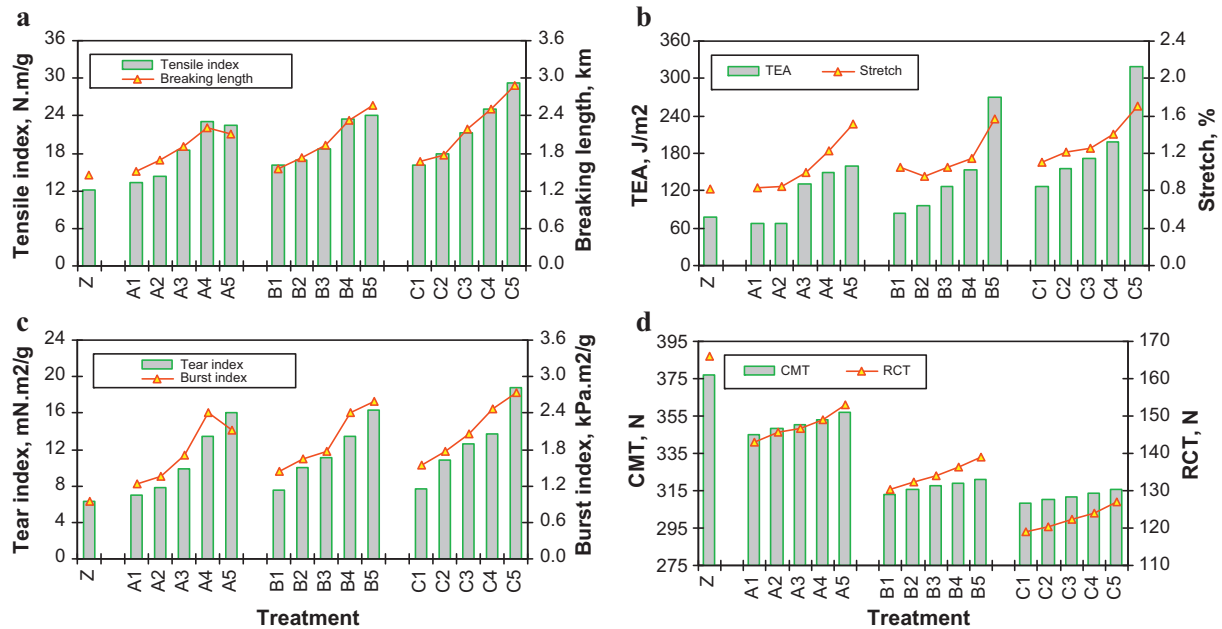 a
Tensile index, N.m/g
36
30
24
18
12
6
0
Tensile index
Breaking length
3.6
3.0
2.4
1.8
1.2
0.6
0.0
Breaking length, km
Z
A1
A2
A3
A4
A5
B1
B2
B3
B4
B5
C1
C2
C3
C4
C5
b
TEA, J/m2
360
300
240
180
120
60
0
TEA
Stretch
2.4
2.0
1.6
1.2
0.8
0.4
0.0
Stretch, %
Z
A1
A2
A3
A4
A5
B1
B2
B3
B4
B5
C1
C2
C3
C4
C5
c
Tear index, mN.m2/g
24
20
16
12
8
4
0
Tear index
Burst index
3.6
3.0
2.4
1.8
1.2
0.6
0.0
Burst index, kPa.m2/g
Z
A1
A2
A3
A4
A5
B1
B2
B3
B4
B5
C1
C2
C3
C4
C5
Treatment
d
CMT, N
395
375
355
335
315
295
275
CMT
RCT
170
160
150
140
130
120
110
RCT, N
Z
A1
A2
A3
A4
A5
B1
B2
B3
B4
B5
C1
C2
C3
C4
C5
Treatment